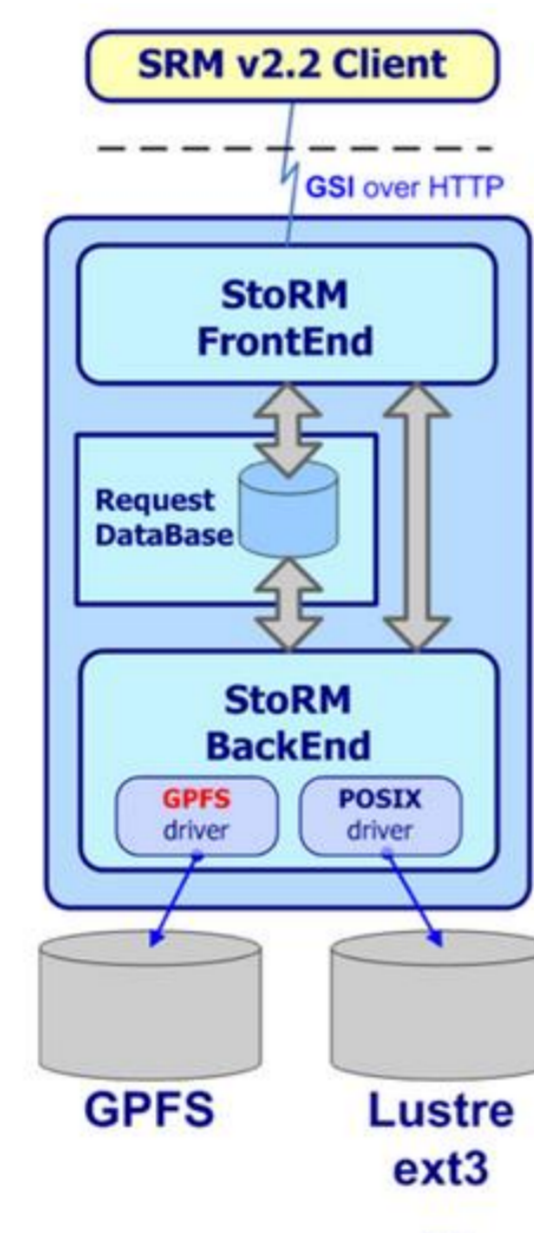 SRM v2.2 Client
GSI over HTTP
StoRM
FrontEnd
Request
DataBase
StoRM
BackEnd
GPFS
driver
POSIX
driver
GPFS
Lustre
ext3